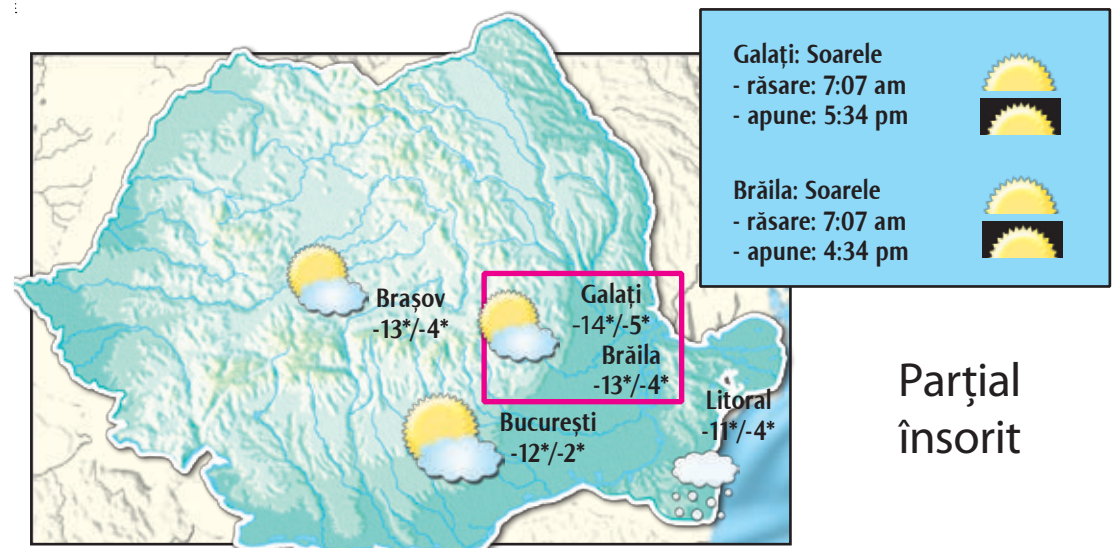 Galați: Soarele
- răsare: 7:07 am
- apune: 5:34 pm
Brăila: Soarele
- răsare: 7:07 am
- apune: 4:34 pm
Brașov
-13*/-4*
Galați
-14*/-5*
Brăila
-13*/-4*
Litoral
-11*/-4*
București
-12*/-2*
Parțial
însorit